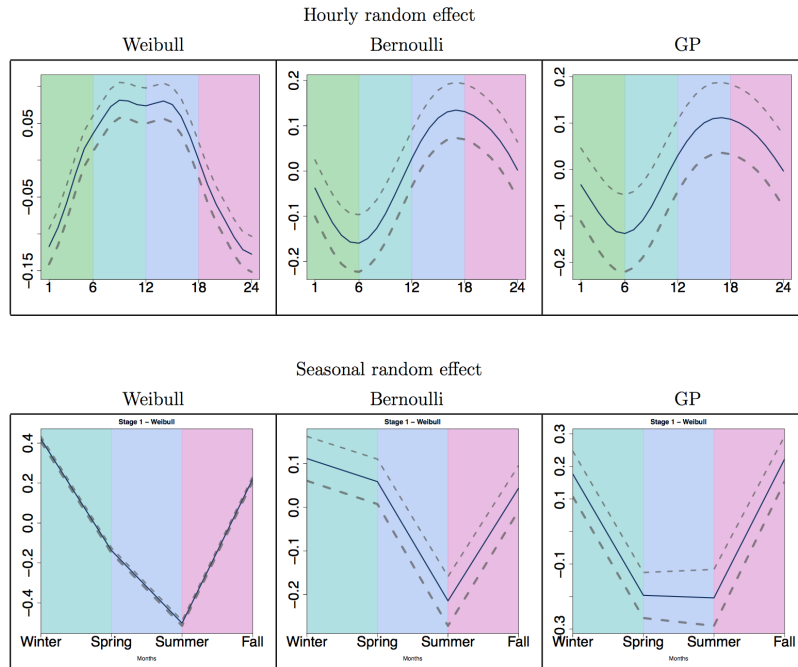 Hourly random effect
Weibull Bernoulli GP
0.05
−0.05
−0.15
1 6 12 18 24
0.2
0.1
0.0
−0.1
−0.2
1 6 12 18 24
0.2
0.1
0.0
−0.1
−0.2
1 6 12 18 24
Seasonal random effect
Weibull Bernoulli GP
Stage 1 – Weibull
0.4
0.2
0.0
−0.2
−0.4
Winter Spring Summer Fall
Months
Stage 1 – Weibull
0.1
0.0
−0.1
−0.2
Winter Spring Summer Fall
Months
Stage 1 – Weibull
0.3
0.2
0.1
−0.1
−0.3
Winter Spring Summer Fall
Months